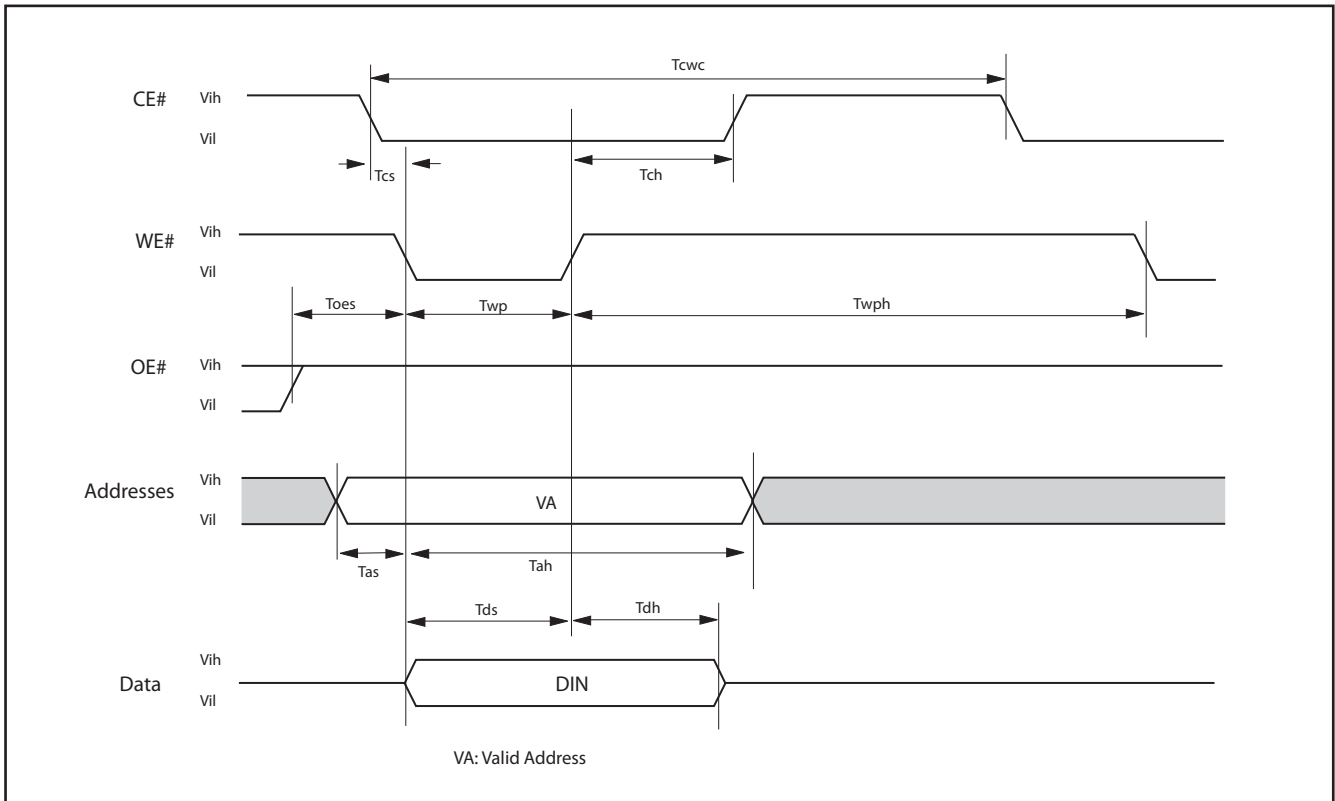 Tcwc
CE# Vih
Vil
Tcs
Tch
WE# Vih
Vil
Toes Twp Twph
OE# Vih
Vil
Addresses Vih
Vil
VA
Tas Tah
Tds Tdh
Data Vih
Vil
DIN
VA: Valid Address